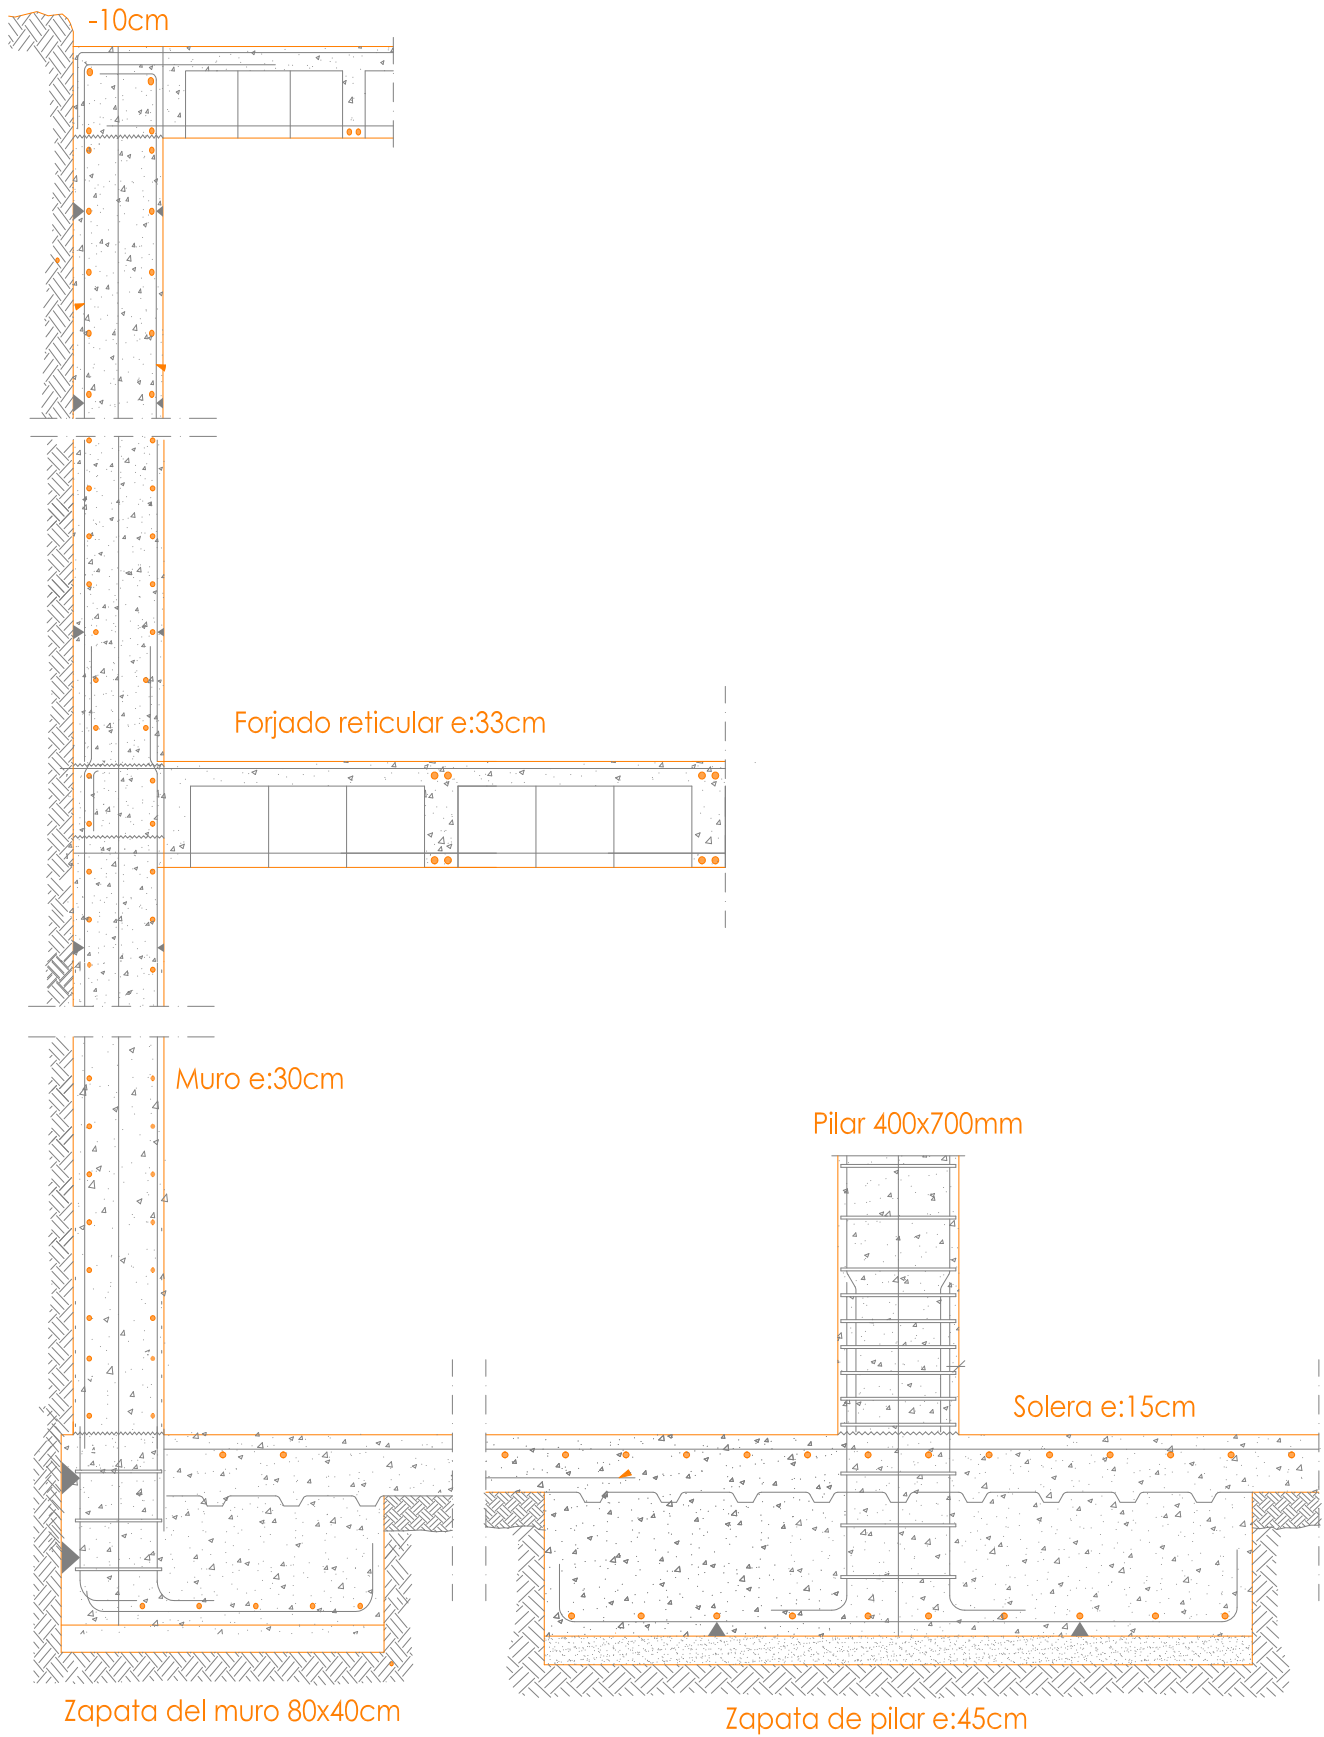 -10cm
Forjado reticular e:33cm
Muro e:30cm
Pilar 400x700mm
Solera e:15cm
Zapata del muro 80x40cm
Zapata de pilar e:45cm